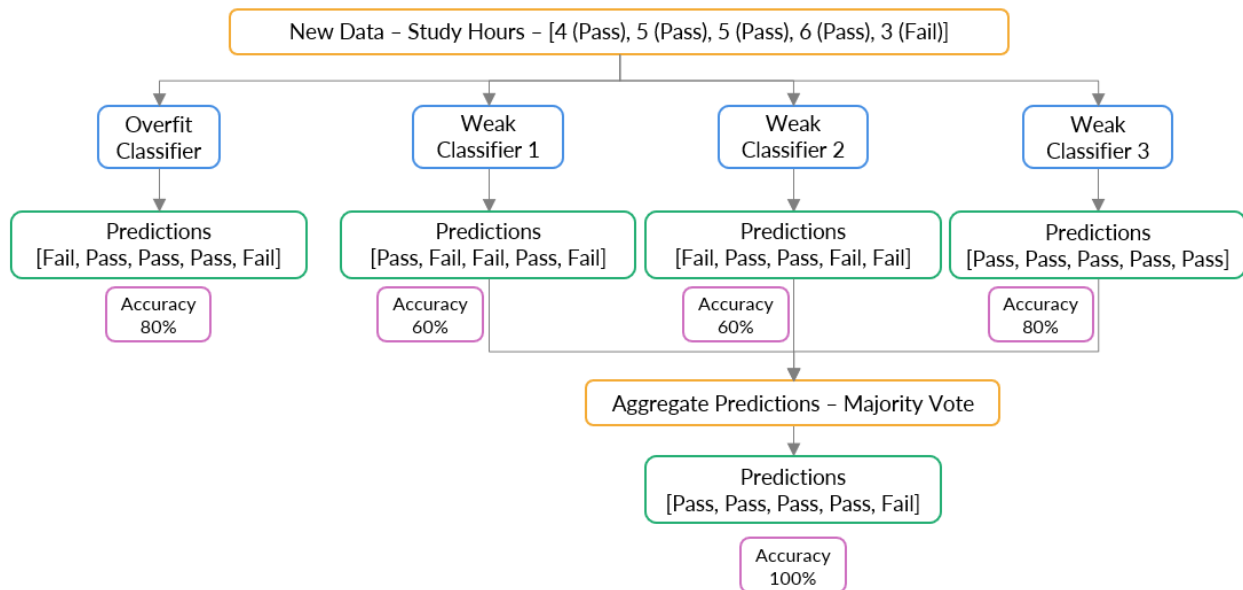 New Data – Study Hours – [4 (Pass), 5 (Pass), 5 (Pass), 6 (Pass), 3 (Fail)]
Overfit
Classifier
Weak
Classifier 1
Weak
Classifier 2
Weak
Classifier 3
Predictions
[Fail, Pass, Pass, Pass, Fail]
Predictions
[Pass, Fail, Fail, Pass, Fail]
Predictions
[Fail, Pass, Pass, Fail, Fail]
Predictions
[Pass, Pass, Pass, Pass, Pass]
Accuracy
80%
Accuracy
60%
Accuracy
60%
Accuracy
80%
Aggregate Predictions – Majority Vote
Predictions
[Pass, Pass, Pass, Pass, Fail]
Accuracy
100%